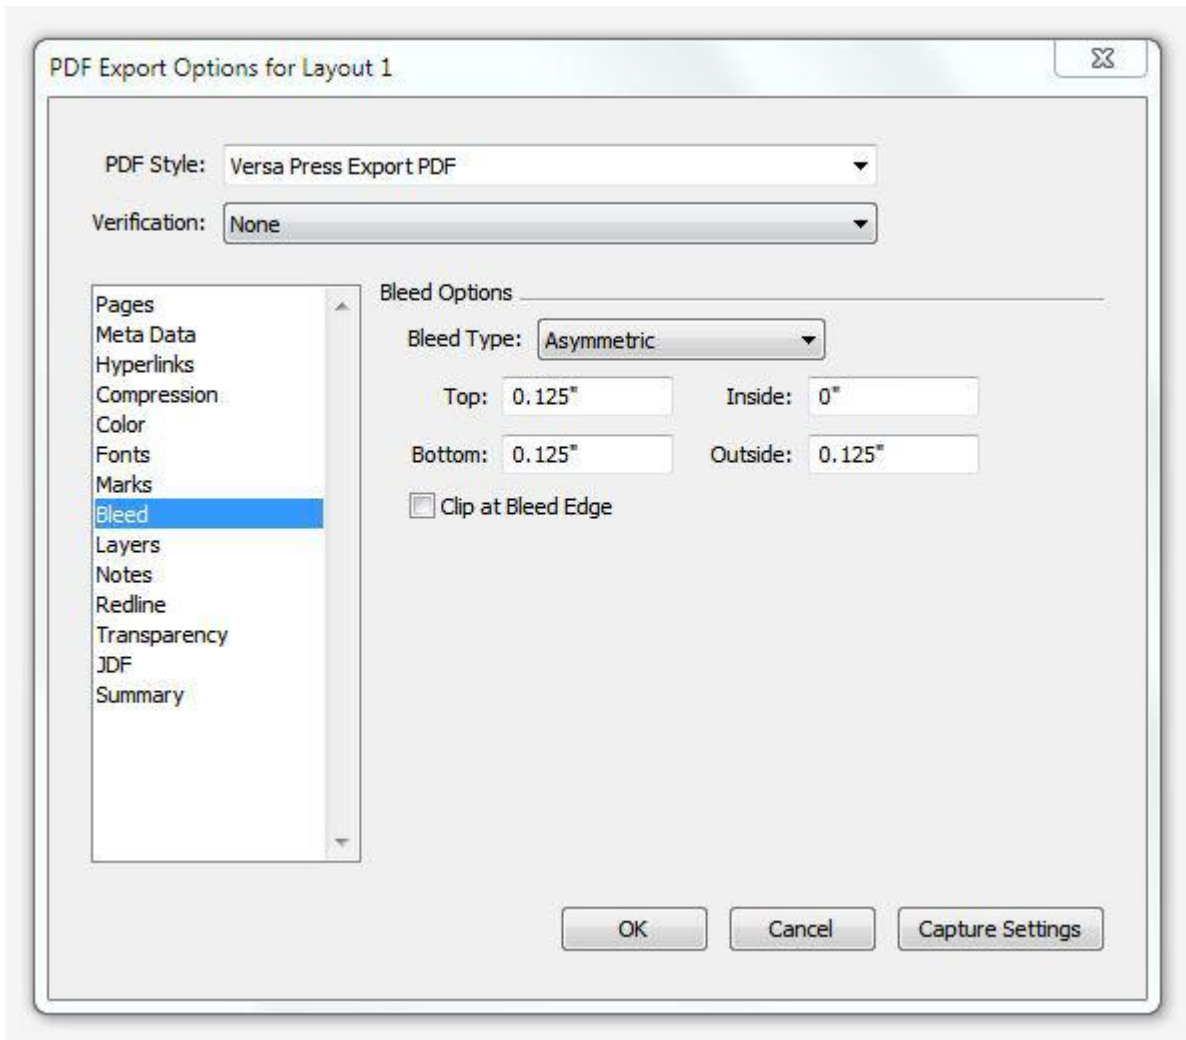 PDF Export Options for Layout 1
PDF Style: Versa Press Export PDF
Verification: None
Pages
Meta Data
Hyperlinks
Compression
Color
Fonts
Marks
Bleed
Layers
Notes
Redline
Transparency
JDF
Summary
Bleed Options
Bleed Type: Asymmetric
Top: 0.125" Inside: 0"
Bottom: 0.125" Outside: 0.125"
Clip at Bleed Edge
OK Cancel Capture Settings